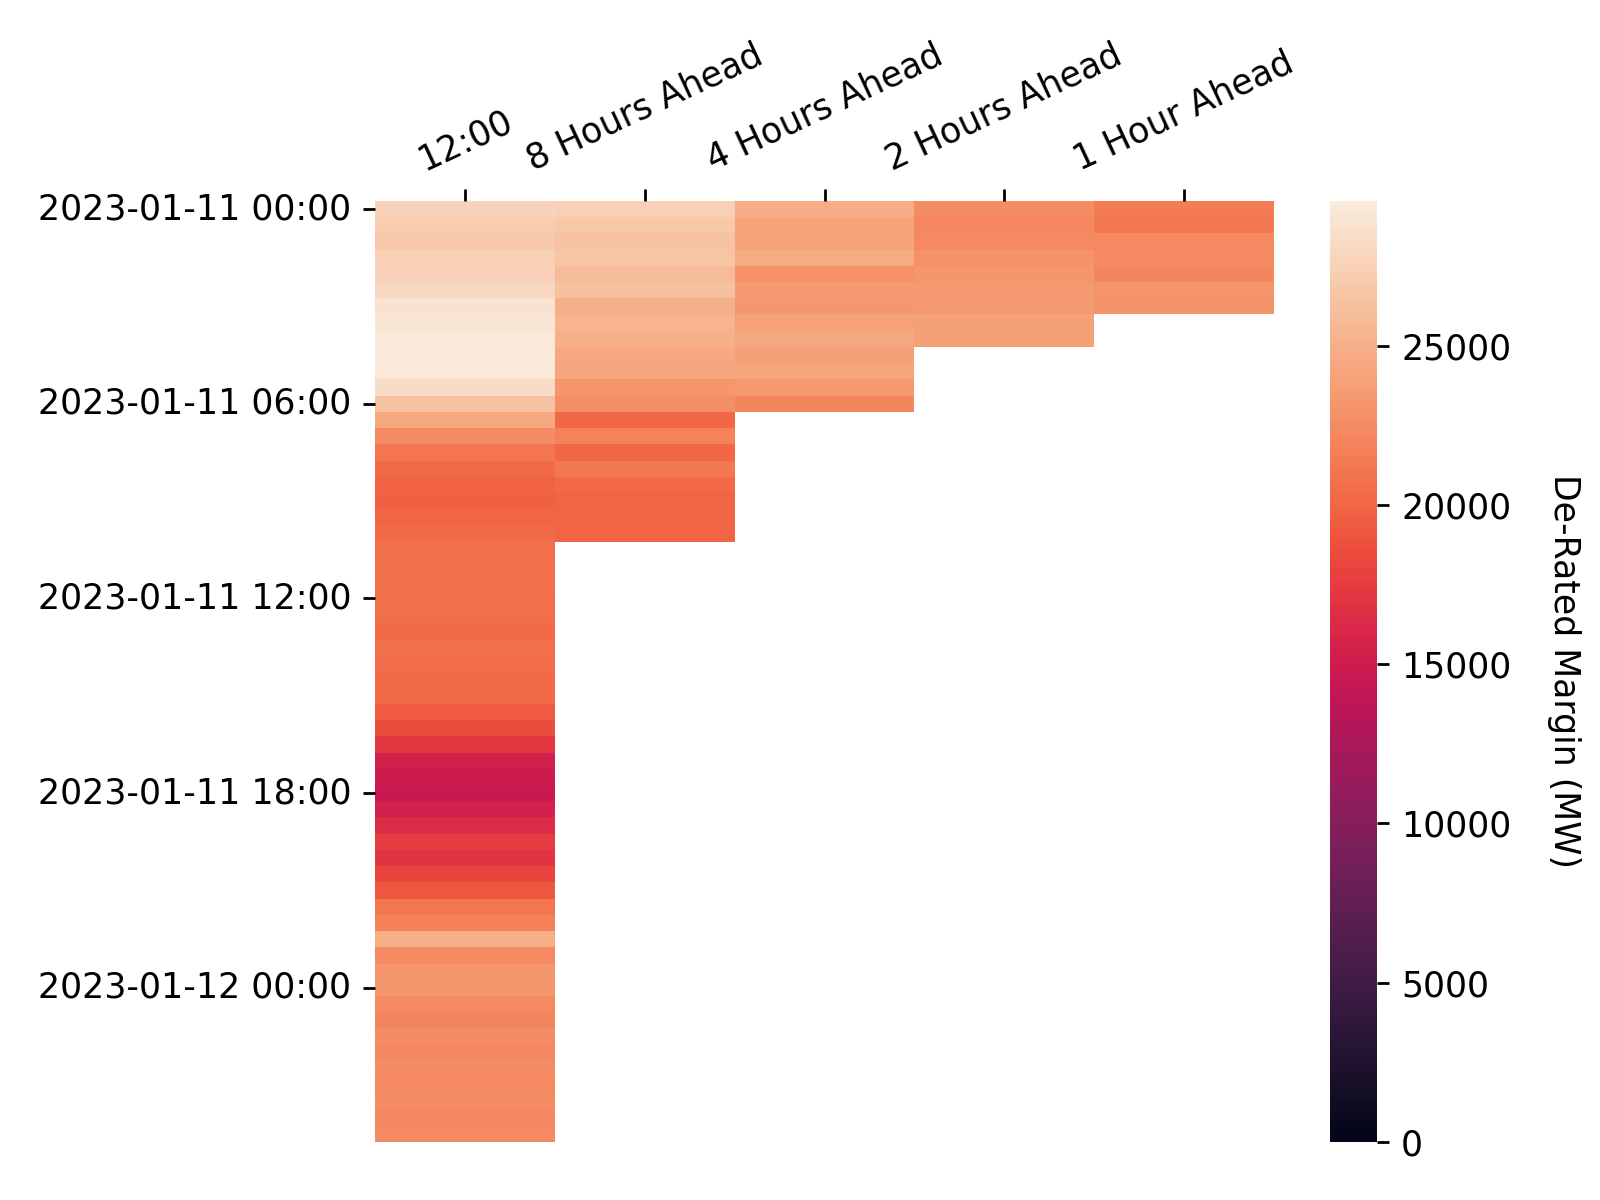 12:00
8 Hours Ahead
4 Hours Ahead
2 Hours Ahead
1 Hour Ahead
2023-01-11 00:00
2023-01-11 06:00
2023-01-11 12:00
2023-01-11 18:00
2023-01-12 00:00
25000
20000
15000
10000
5000
0
De-Rated Margin (MW)